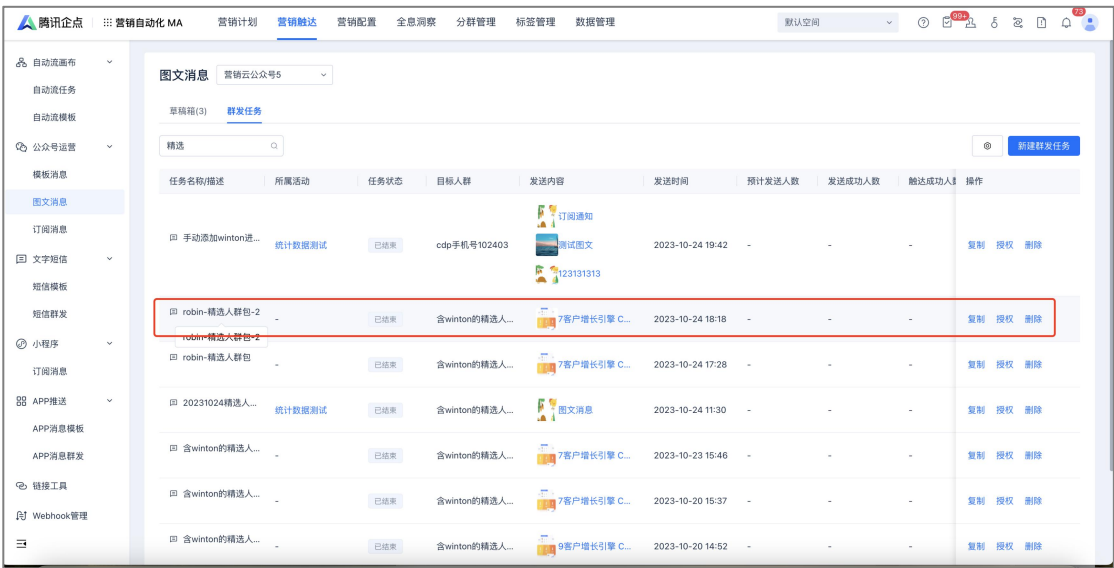 腾讯企点 营销自动化 MA 营销计划 营销触达 营销配置 全息洞察 分群管理 标签管理 数据管理 默认空间 99+ 73
自动流画布
自动流任务
自动流模板
公众号运营
模板消息
图文消息
订阅消息
文字短信
短信模板
短信群发
小程序
订阅消息
APP推送
APP消息模板
APP消息群发
链接工具
Webhook管理
图文消息 营销云公众号5
草稿箱(3) 群发任务
精选 新建群发任务
任务名称/描述 所属活动 任务状态 目标人群 发送内容 发送时间 预计发送人数 发送成功人数 触达成功人数 操作
订阅通知
手动添加winton进... 统计数据测试 已结束 cdp手机号102403 测试图文 2023-10-24 19:42 - - - 复制 授权 删除
123131313
robin-精选人群包-2 - 已结束 含winton的精选人... 7客户增长引擎 C... 2023-10-24 18:18 - - - 复制 授权 删除
robin-精选人群包-2
robin-精选人群包 - 已结束 含winton的精选人... 7客户增长引擎 C... 2023-10-24 17:28 - - - 复制 授权 删除
20231024精选人... 统计数据测试 已结束 含winton的精选人... 图文消息 2023-10-24 11:30 - - - 复制 授权 删除
含winton的精选人... - 已结束 含winton的精选人... 7客户增长引擎 C... 2023-10-23 15:46 - - - 复制 授权 删除
含winton的精选人... - 已结束 含winton的精选人... 7客户增长引擎 C... 2023-10-20 15:37 - - - 复制 授权 删除
含winton的精选人... - 已结束 含winton的精选人... 9客户增长引擎 C... 2023-10-20 14:52 - - - 复制 授权 删除